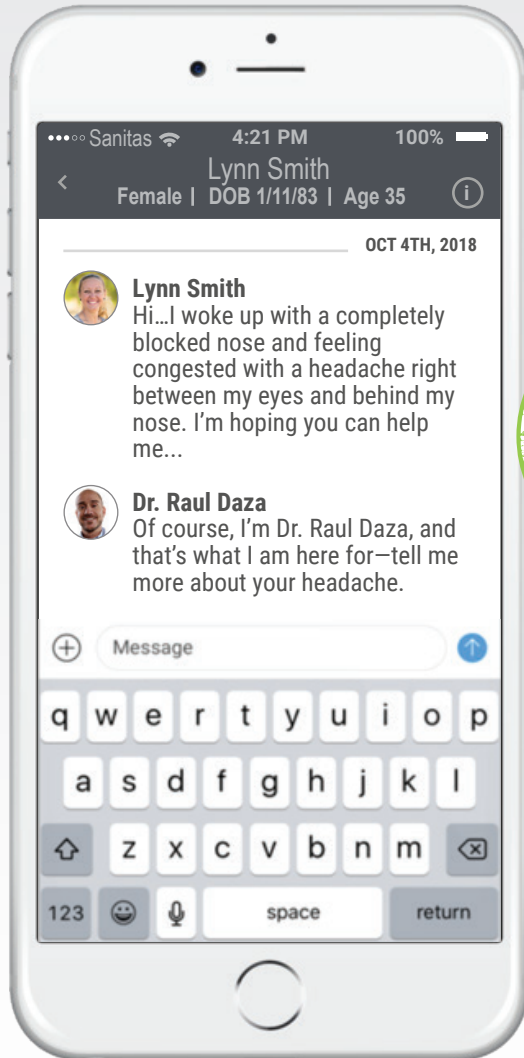 Sanitas 4:21 PM 100%
Lynn Smith
Female | DOB 1/11/83 | Age 35
OCT 4TH, 2018
Lynn Smith
Hi...I woke up with a completely
blocked nose and feeling
congested with a headache right
between my eyes and behind my
nose. I'm hoping you can help
me...
Dr. Raul Daza
Of course, I'm Dr. Raul Daza, and
that's what I am here for—tell me
more about your headache.
Message
q w e r t y u i o p
a s d f g h j k l
z x c v b n m
123 space return